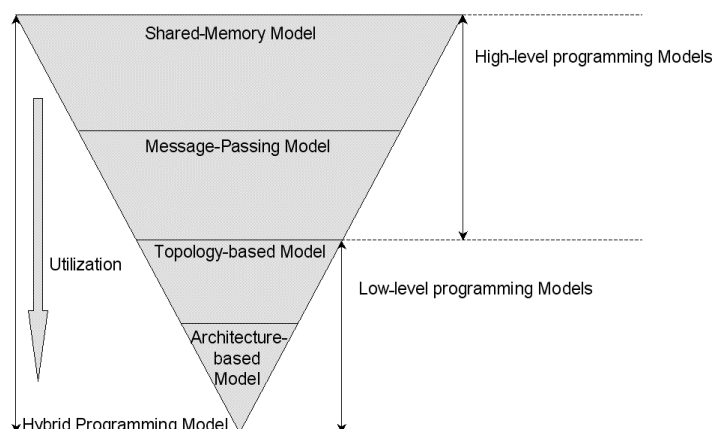 Shared-Memory Model
High-level programming Models
Message-Passing Model
Topology-based Model
Utilization
Low-level programming Models
Architecture-
based
Model
Hybrid Programming Model